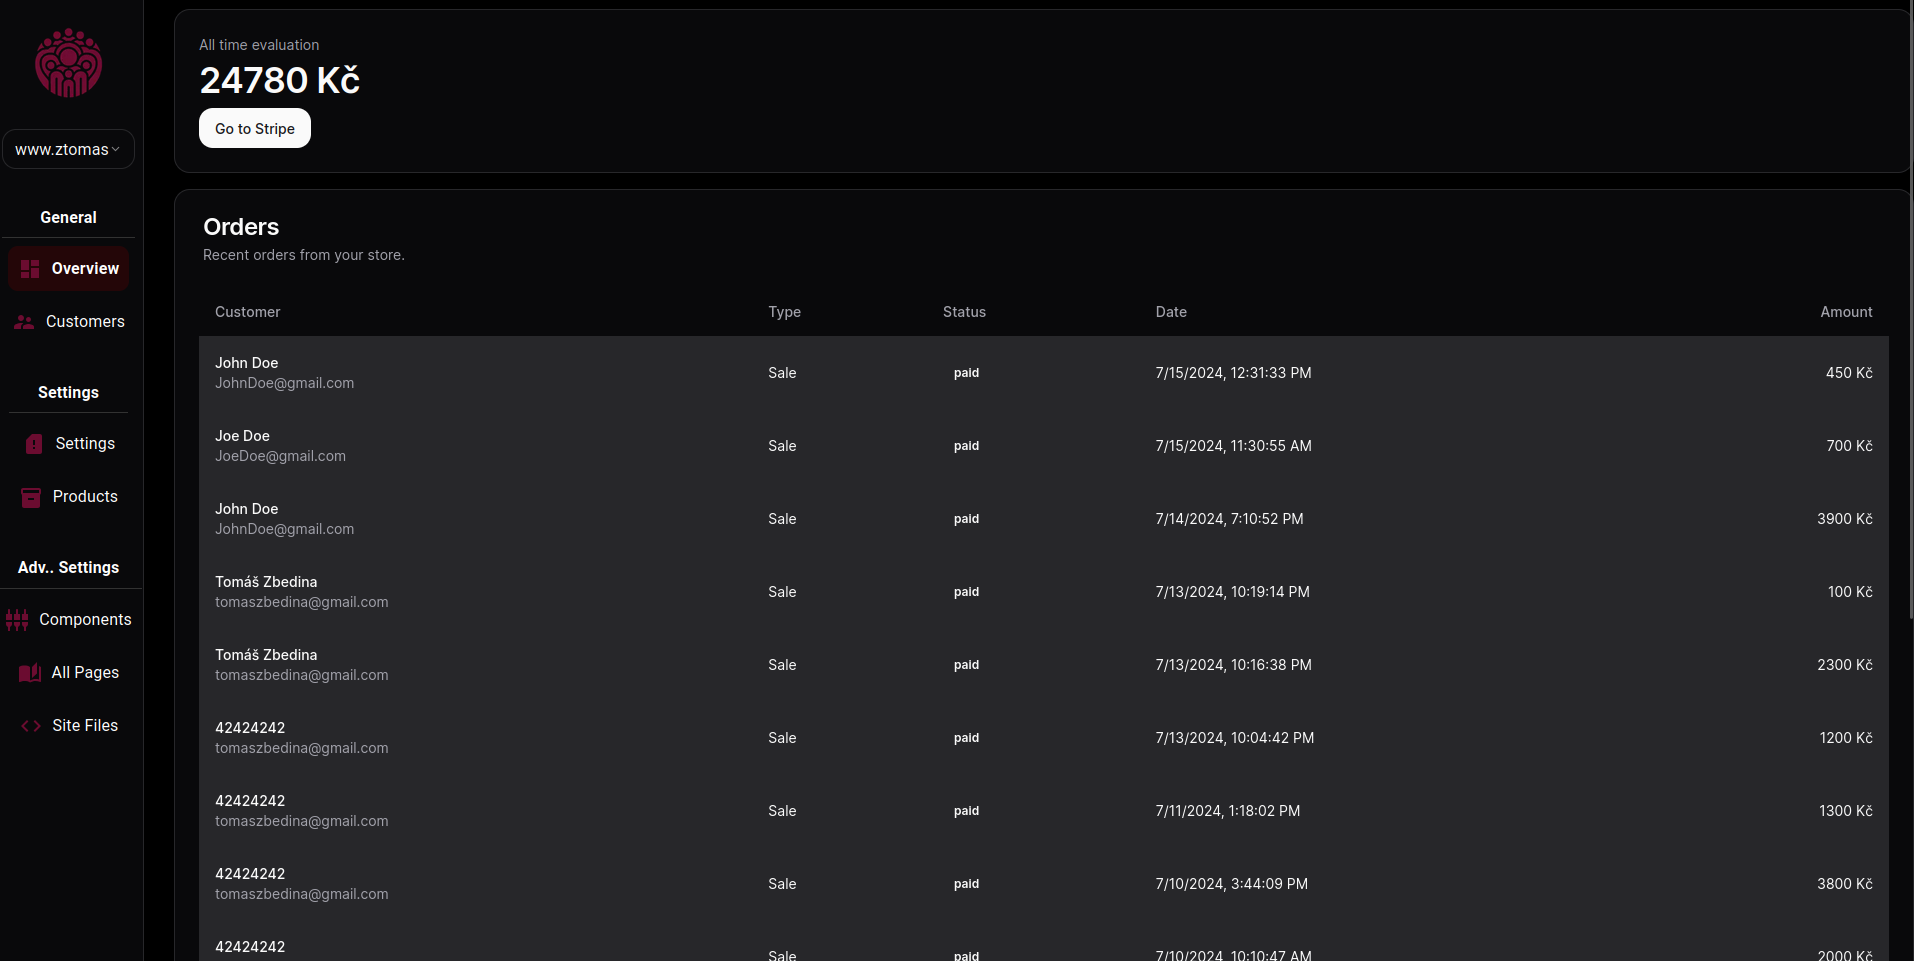 www.ztomas
General
Overview
Customers
Settings
Settings
Products
Adv.. Settings
Components
All Pages
Site Files
All time evaluation
24780 Kč
Go to Stripe
Orders
Recent orders from your store.
Customer Type Status Date Amount
John Doe
JohnDoe@gmail.com
Sale paid 7/15/2024, 12:31:33 PM 450 Kč
Joe Doe
JoeDoe@gmail.com
Sale paid 7/15/2024, 11:30:55 AM 700 Kč
John Doe
JohnDoe@gmail.com
Sale paid 7/14/2024, 7:10:52 PM 3900 Kč
Tomáš Zbedina
tomaszbedina@gmail.com
Sale paid 7/13/2024, 10:19:14 PM 100 Kč
Tomáš Zbedina
tomaszbedina@gmail.com
Sale paid 7/13/2024, 10:16:38 PM 2300 Kč
42424242
tomaszbedina@gmail.com
Sale paid 7/13/2024, 10:04:42 PM 1200 Kč
42424242
tomaszbedina@gmail.com
Sale paid 7/11/2024, 1:18:02 PM 1300 Kč
42424242
tomaszbedina@gmail.com
Sale paid 7/10/2024, 3:44:09 PM 3800 Kč
42424242
Sale paid 7/10/2024, 10:10:47 AM 2000 Kč